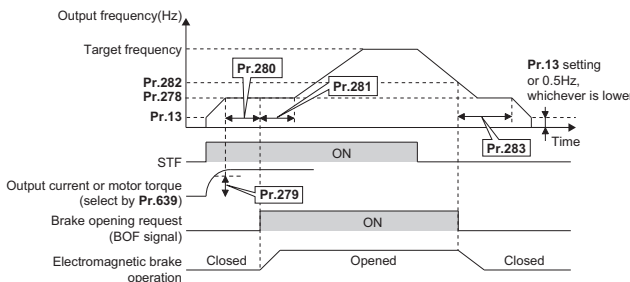 Output frequency(Hz)
Target frequency
Pr.280
Pr.13 setting
or 0.5Hz,
whichever is lower
Pr.282
Pr.281
Pr.278
Pr.13
Time
Pr.283
STF
ON
Output current or motor torque
(select by Pr.639)
Pr.279
Brake opening request
(BOF signal)
ON
Electromagnetic brake
operation
Closed
Opened
Closed